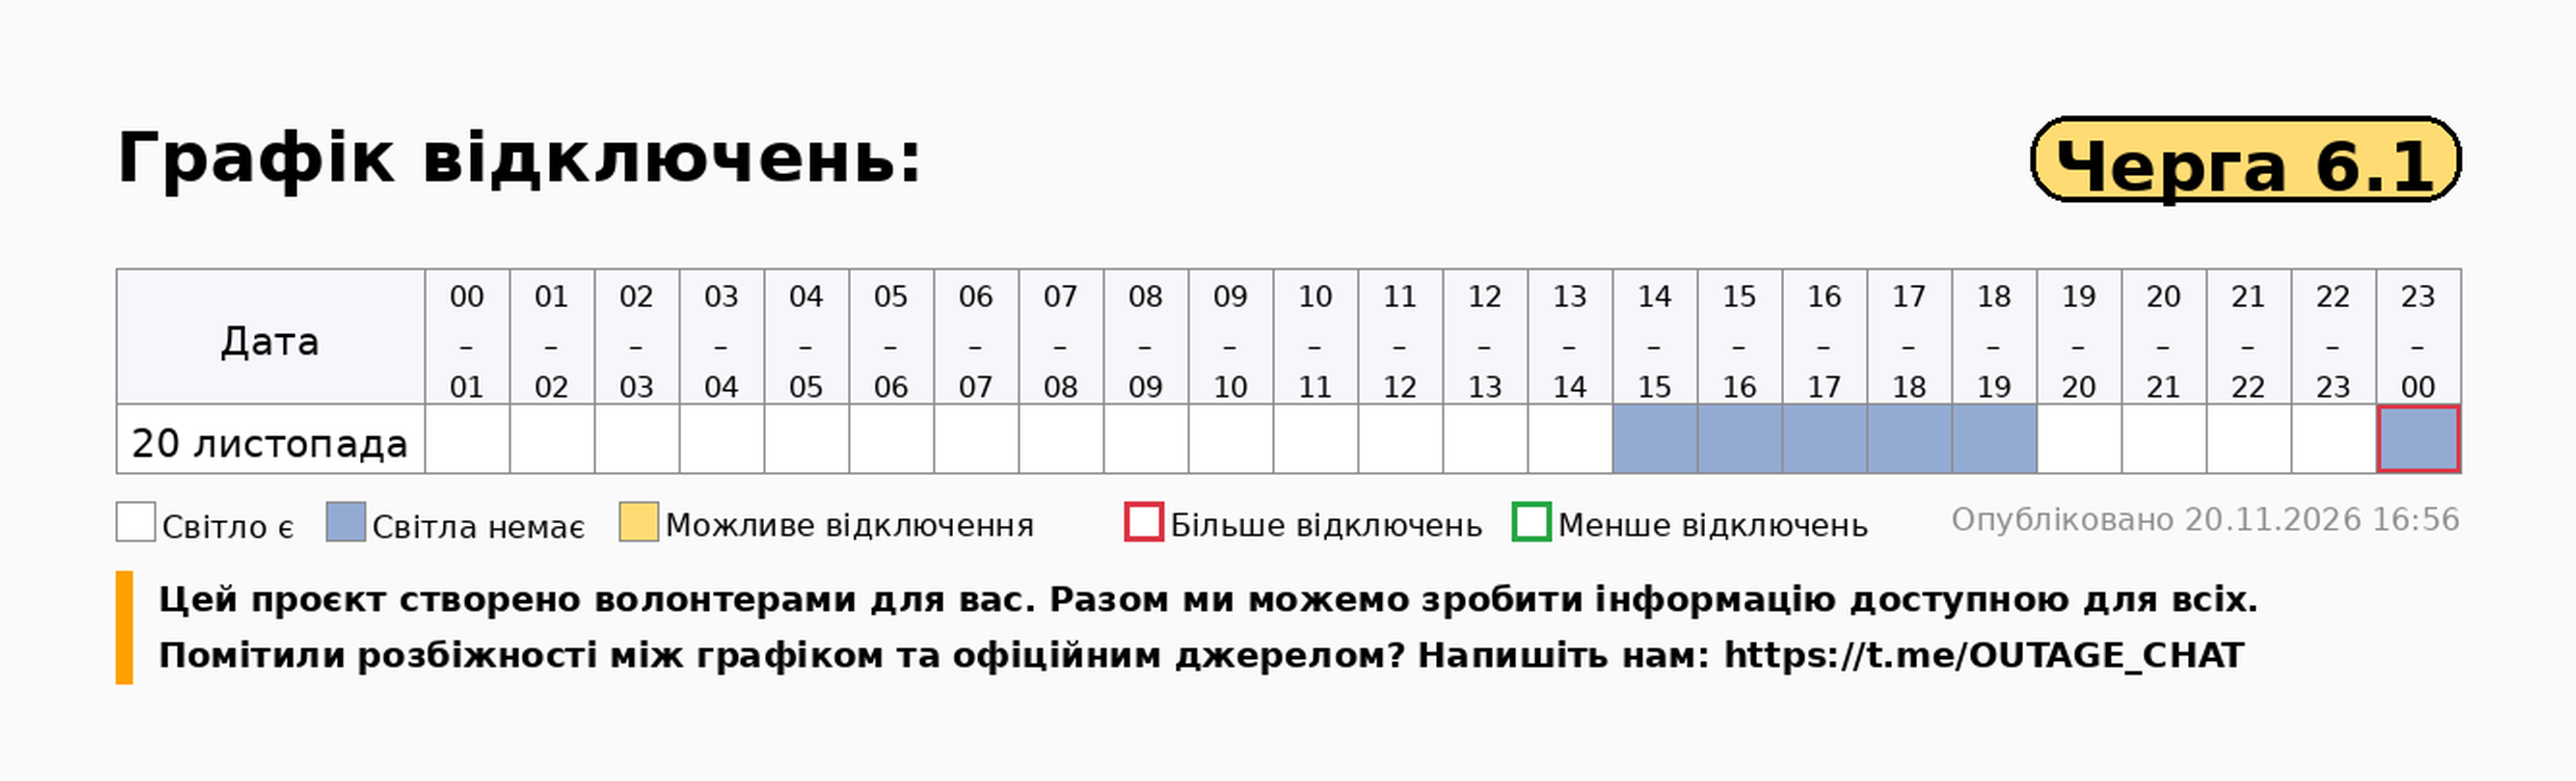 Графік відключень:
Черга 6.1
Дата 00 – 01 01 – 02 02 – 03 03 – 04 04 – 05 05 – 06 06 – 07 07 – 08 08 – 09 09 – 10 10 – 11 11 – 12 12 – 13 13 – 14 14 – 15 15 – 16 16 – 17 17 – 18 18 – 19 19 – 20 20 – 21 21 – 22 22 – 23 23 – 00
20 листопада
Світло є Світла немає Можливе відключення Більше відключень Менше відключень Опубліковано 20.11.2026 16:56
Цей проєкт створено волонтерами для вас. Разом ми можемо зробити інформацію доступною для всіх.
Помітили розбіжності між графіком та офіційним джерелом? Напишіть нам: https://t.me/OUTAGE_CHAT